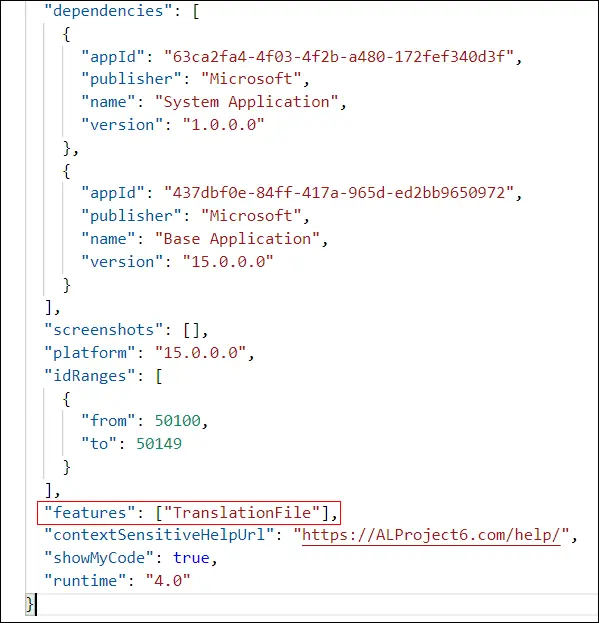 "dependencies": [
{
"appId": "63ca2fa4-4f03-4f2b-a480-172fef340d3f",
"publisher": "Microsoft",
"name": "System Application",
"version": "1.0.0.0"
},
{
"appId": "437dbf0e-84ff-417a-965d-ed2bb9650972",
"publisher": "Microsoft",
"name": "Base Application",
"version": "15.0.0.0"
}
],
"screenshots": [],
"platform": "15.0.0.0",
"idRanges": [
{
"from": 50100,
"to": 50149
}
],
"features": ["TranslationFile"],
"contextSensitiveHelpUrl": "https://ALProject6.com/help/",
"showMyCode": true,
"runtime": "4.0"
}